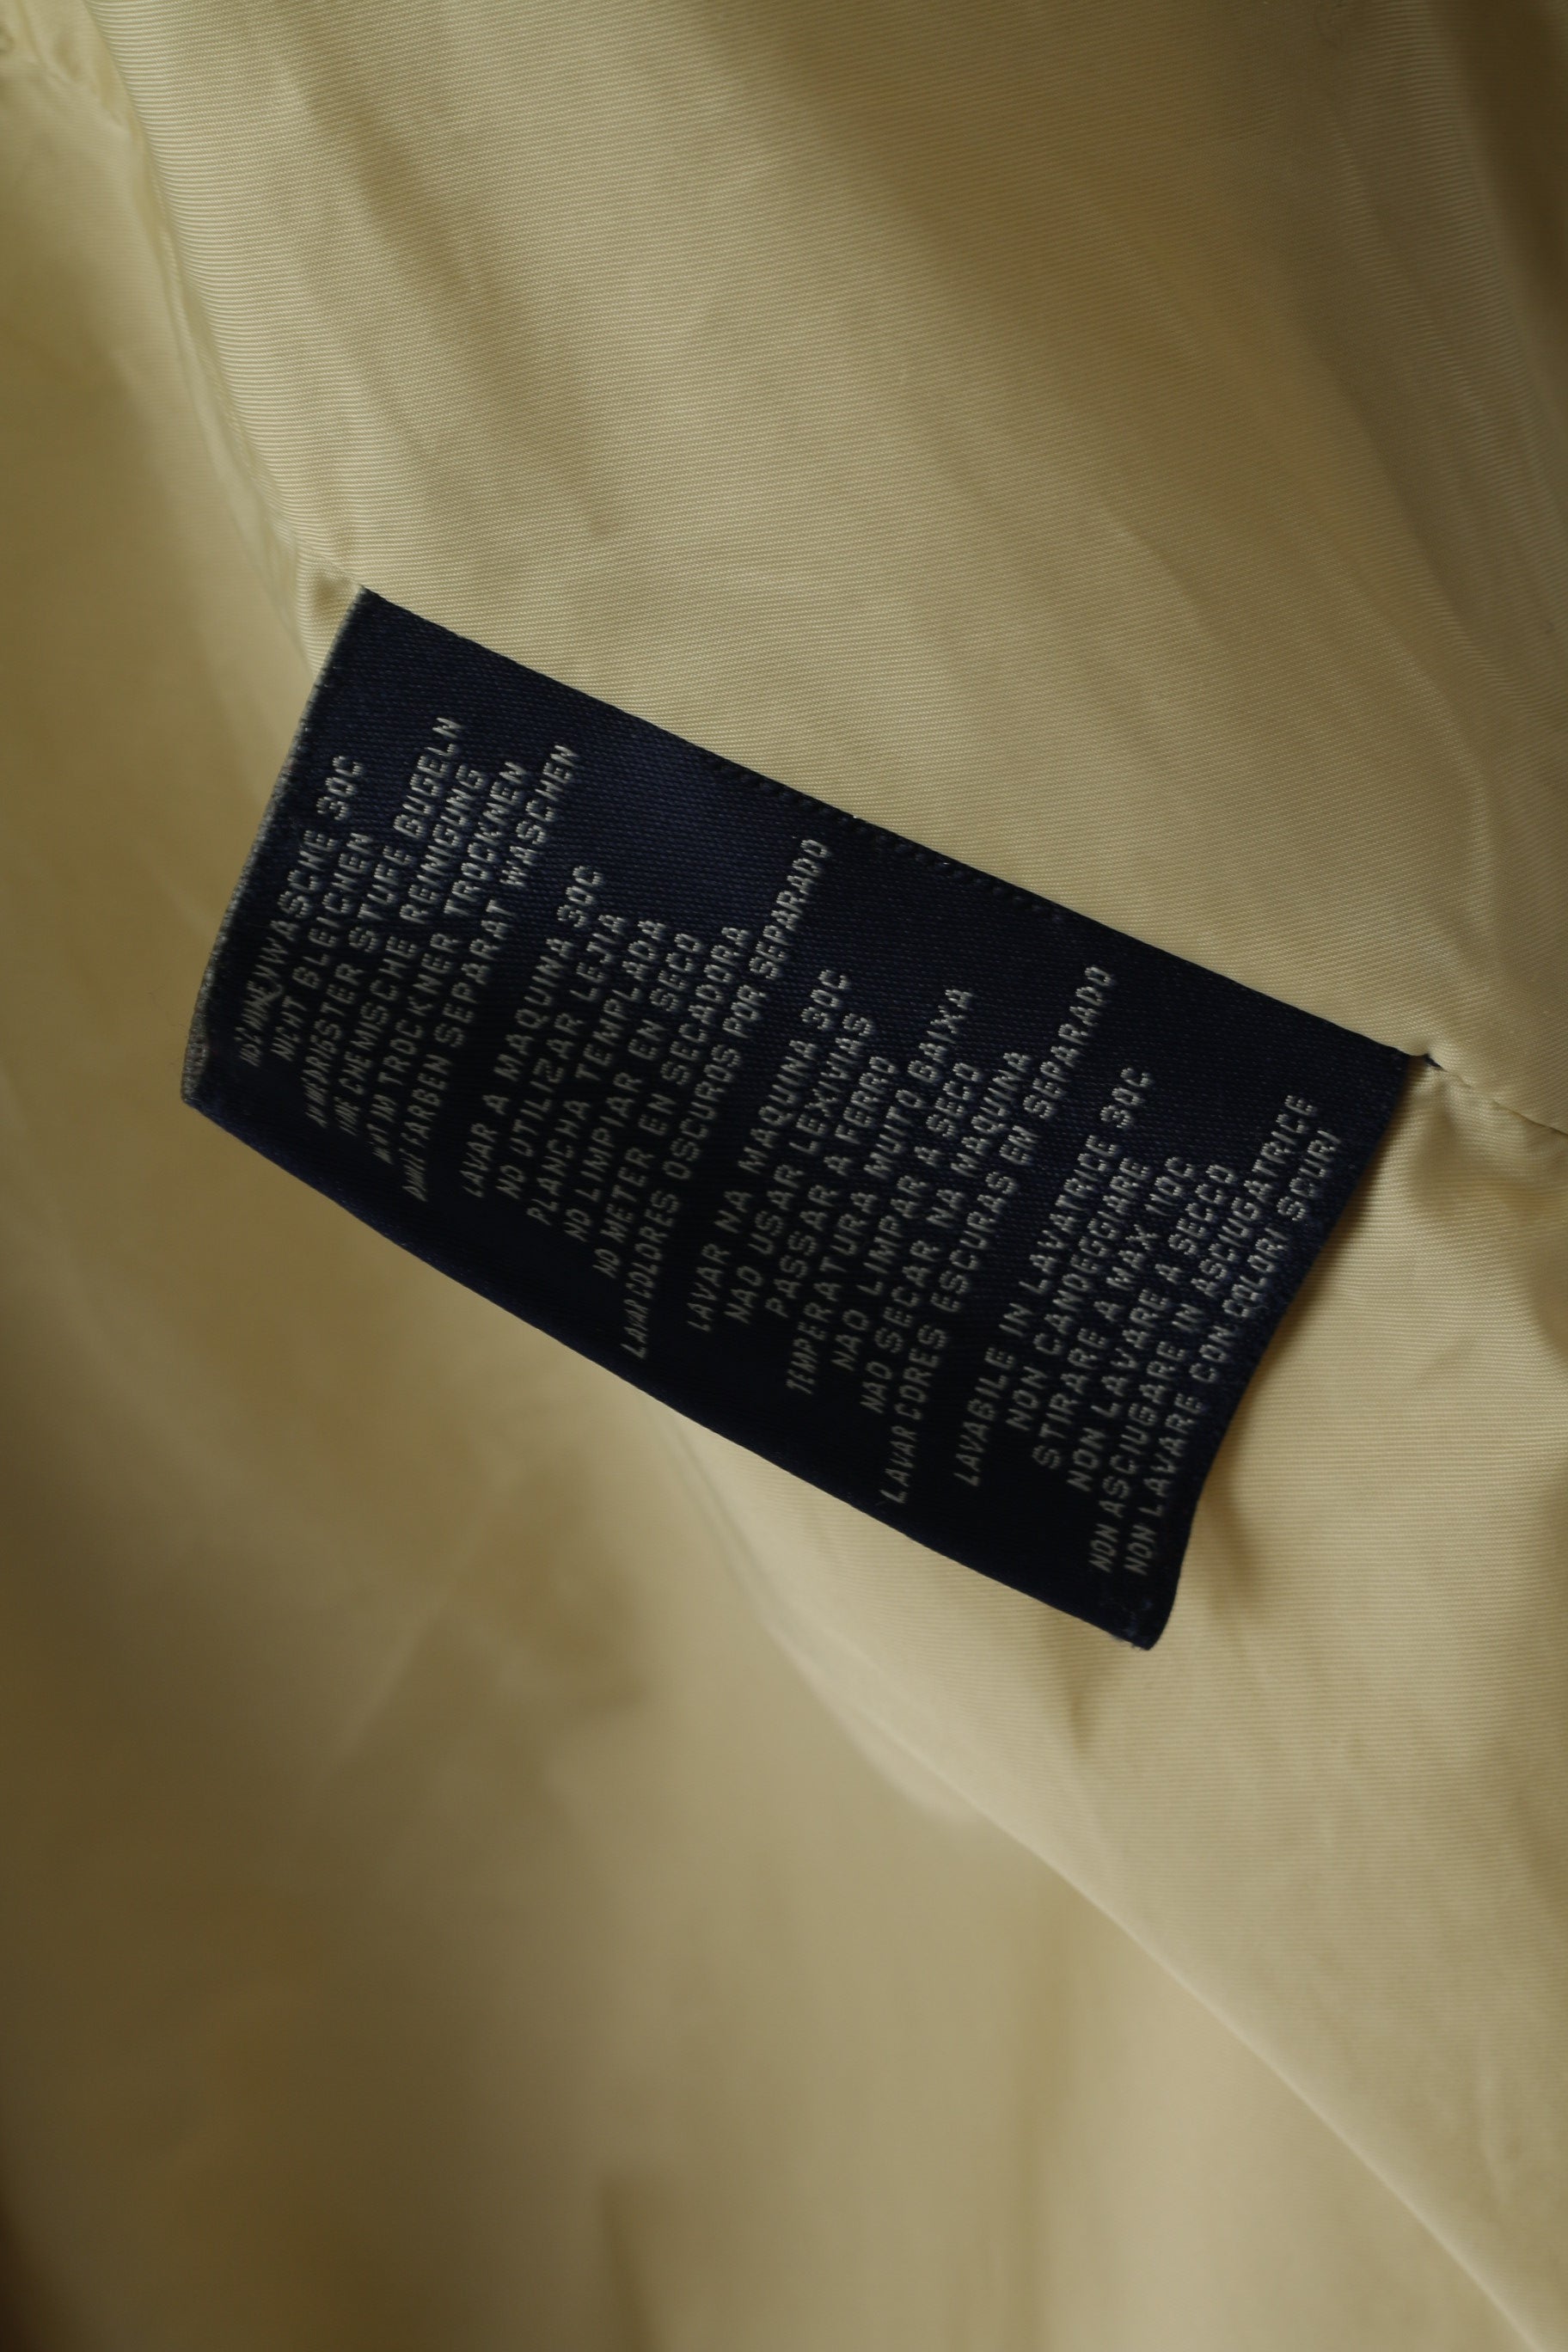 WASCHE 30C
NICHT BLEICHEN
STUFE BUGELN
CHEMISCHE REINIGUNG
IM TROCKNER TROCKNEN
FARBEN SEPARAT WASCHEN
LAVAR A MAQUINA 30C
NO UTILIZAR LEJIA
PLANCHA TEMPLADA
NO LIMPIAR EN SECO
NO METER EN SECADORA
LAVAR COLORES OSCUROS POR SEPARADO
LAVAR NA MAQUINA 30C
NAO USAR LEXIVIAS
PASSAR A FERRO
TEMPERATURA MUITO BAIXA
NAO LIMPAR A SECO
NAO SECAR NA MAQUINA
LAVAR CORES ESCURAS EM SEPARADO
LAVABILE IN LAVATRICE 30C
NON CANDEGGIARE
STIRARE A MAX 110C
NON LAVARE A SECCO
NON ASCIUGARE IN ASCIUGATRICE
NON LAVARE CON COLORI SCURI